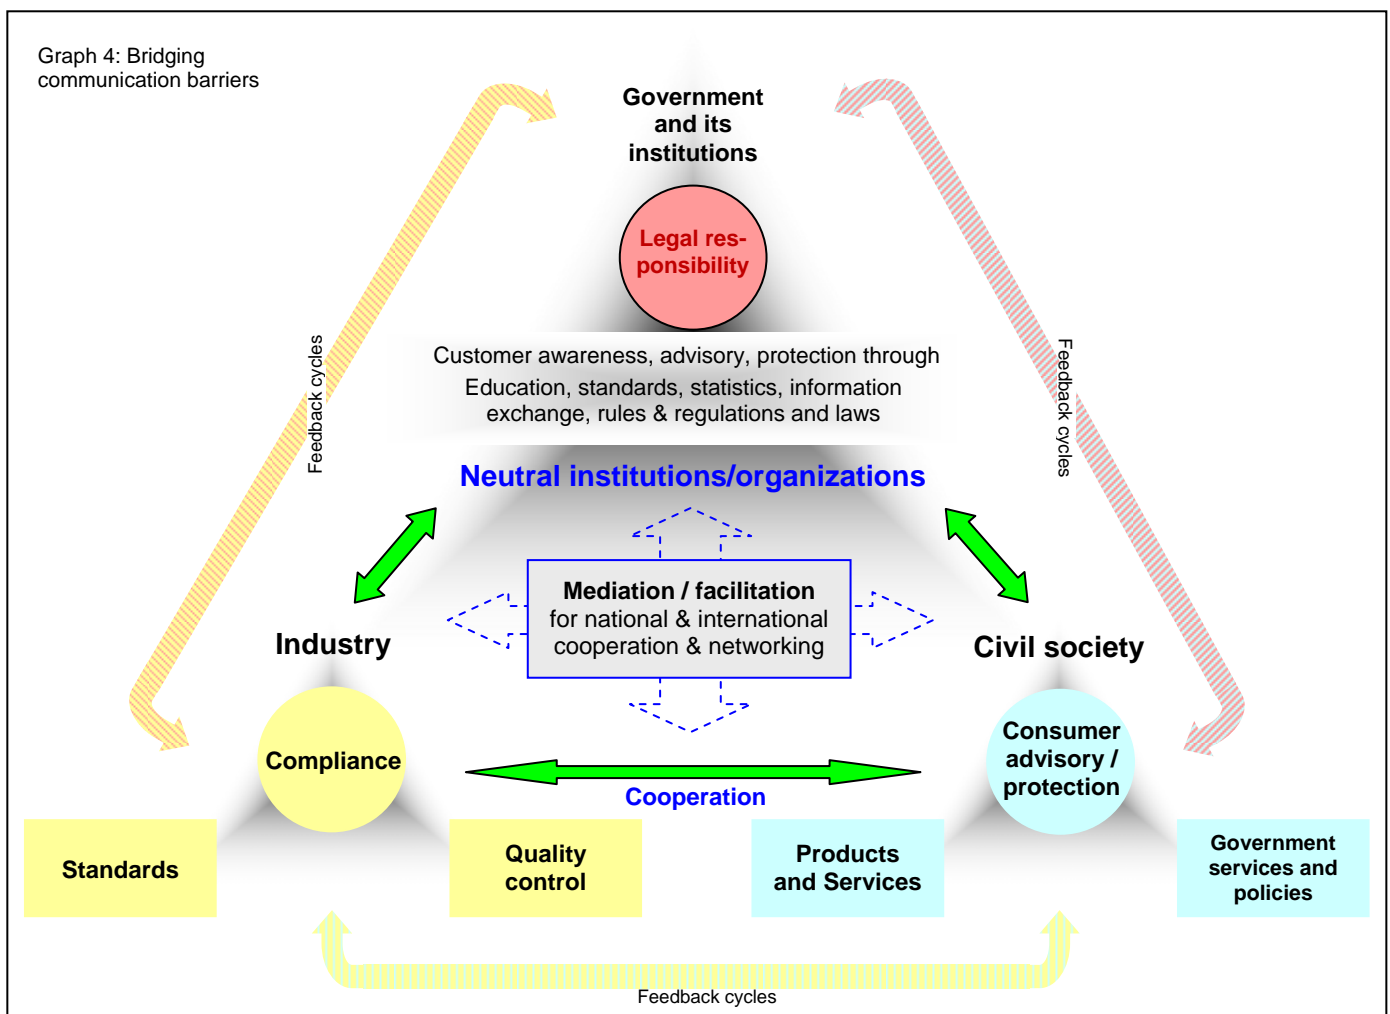 Graph 4: Bridging
communication barriers
Government
and its
institutions
Legal res-
ponsibility
Feedback cycles
Feedback cycles
Customer awareness, advisory, protection through
Education, standards, statistics, information
exchange, rules & regulations and laws
Neutral institutions/organizations
Mediation / facilitation
for national & international
cooperation & networking
Industry
Civil society
Compliance
Consumer
advisory /
protection
Cooperation
Standards
Quality
control
Products
and Services
Government
services and
policies
Feedback cycles